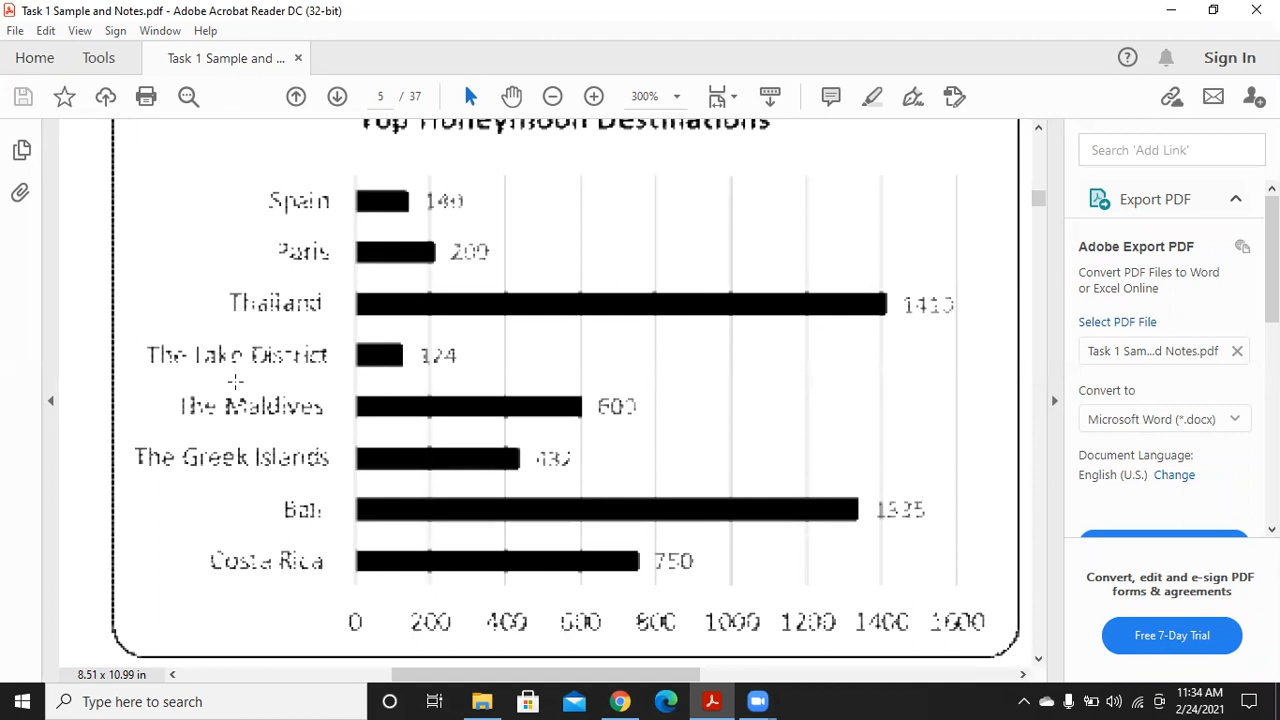 Task 1 Sample and Notes.pdf - Adobe Acrobat Reader DC (32-bit)
File Edit View Sign Window Help
Home Tools Task 1 Sample and ... × Sign In
5 / 37 300%
Top Honeymoon Destinations
Spain 140
Paris 209
Thailand 1410
The Lake District 124
The Maldives 600
The Greek Islands 432
Bali 1335
Costa Rica 750
0 200 400 600 800 1000 1200 1400 1600
8.51 x 10.99 in
Search 'Add Link'
Export PDF
Adobe Export PDF
Convert PDF Files to Word
or Excel Online
Select PDF File
Task 1 Sam...d Notes.pdf ×
Convert to
Microsoft Word (*.docx)
Document Language:
English (U.S.) Change
Convert, edit and e-sign PDF
forms & agreements
Free 7-Day Trial
Type here to search
11:34 AM
2/24/2021